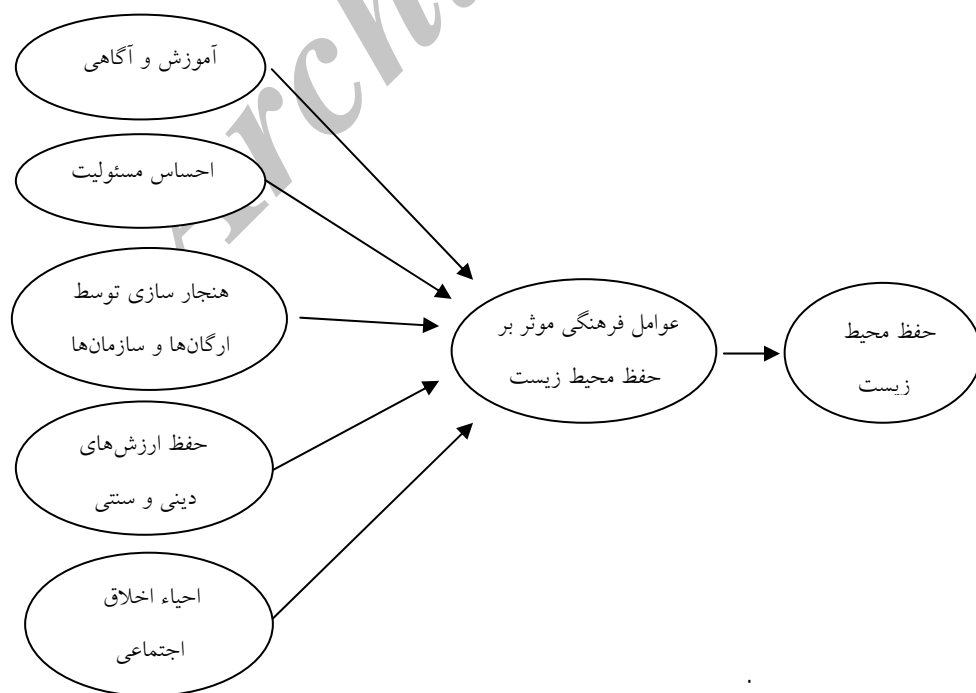 آموزش و آگاهی
احساس مسئولیت
هنجار سازی توسط
ارگان‌ها و سازمان‌ها
حفظ ارزش‌های
دینی و سنتی
احیاء اخلاق
اجتماعی
عوامل فرهنگی موثر بر
حفظ محیط زیست
حفظ محیط
زیست
.